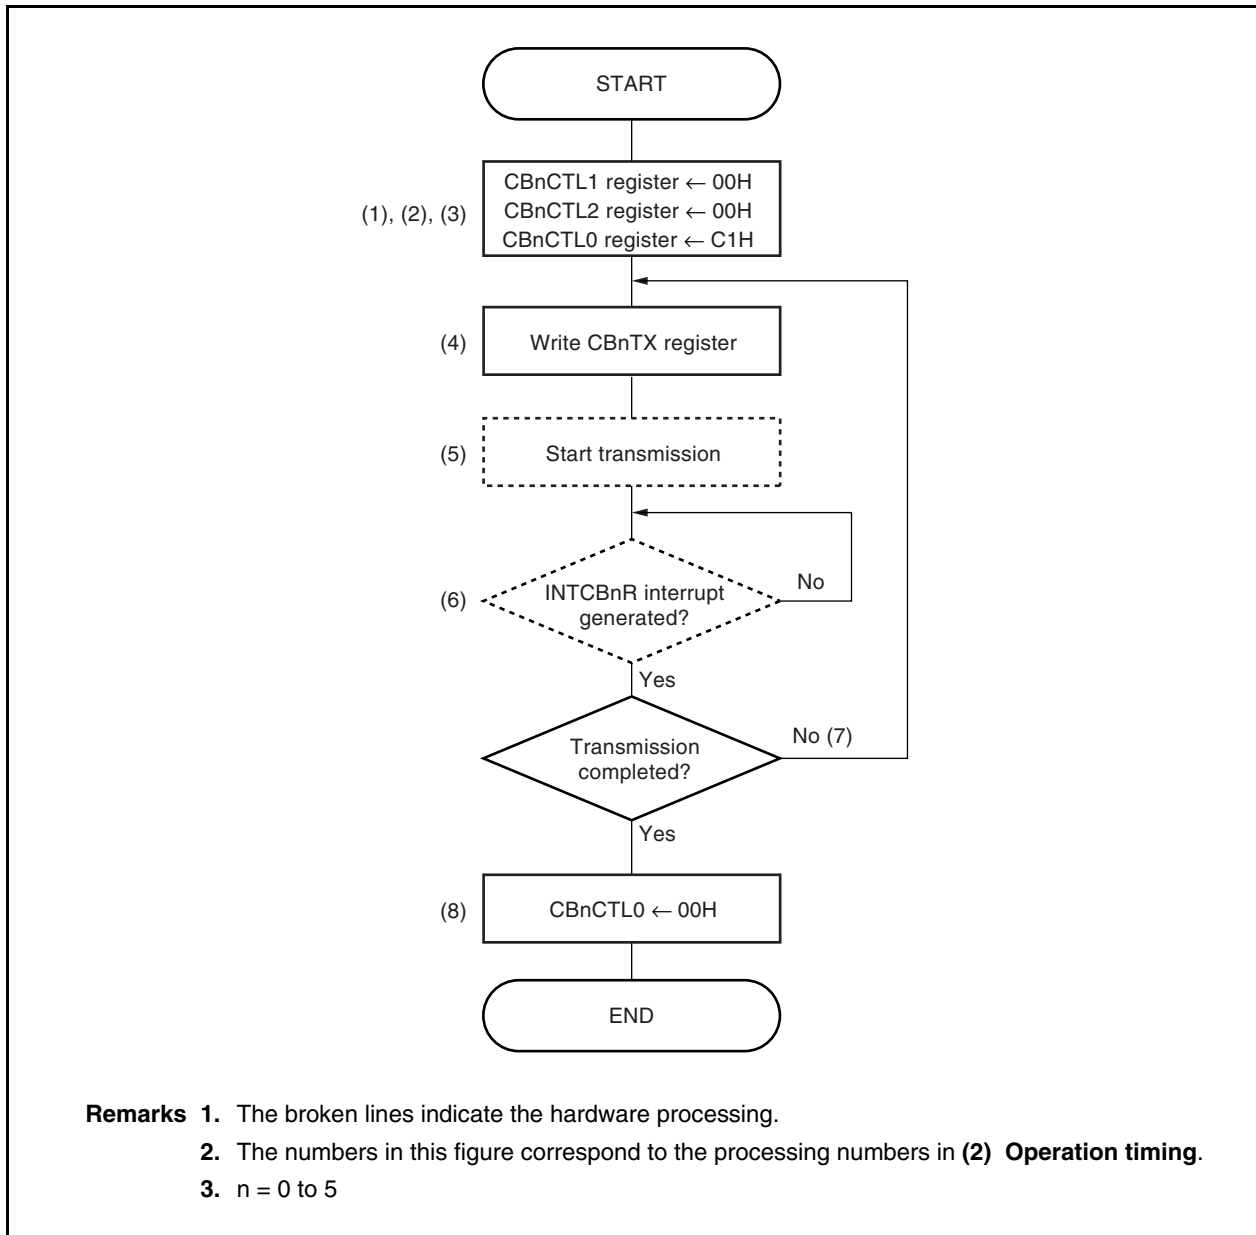 START
CBnCTL1 register ← 00H
CBnCTL2 register ← 00H
(1), (2), (3)
CBnCTL0 register ← C1H
(4)
Write CBnTX register
(5)
Start transmission
(6)
INTCBnR interrupt
generated?
No
Yes
Transmission
completed?
No (7)
Yes
(8)
CBnCTL0 ← 00H
END
Remarks 1. The broken lines indicate the hardware processing.
2. The numbers in this figure correspond to the processing numbers in (2) Operation timing.
3. n = 0 to 5